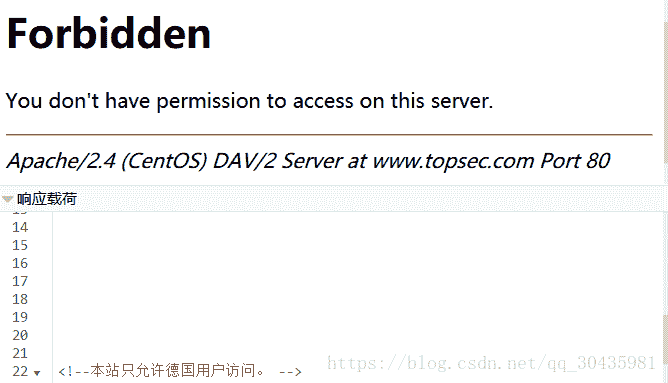 Forbidden
You don't have permission to access on this server.
Apache/2.4 (CentOS) DAV/2 Server at www.topsec.com Port 80
响应载荷
14
15
16
17
18
19
20
21
22 <!--本站只允许德国用户访问。 -->
https://blog.csdn.net/qq_30435981